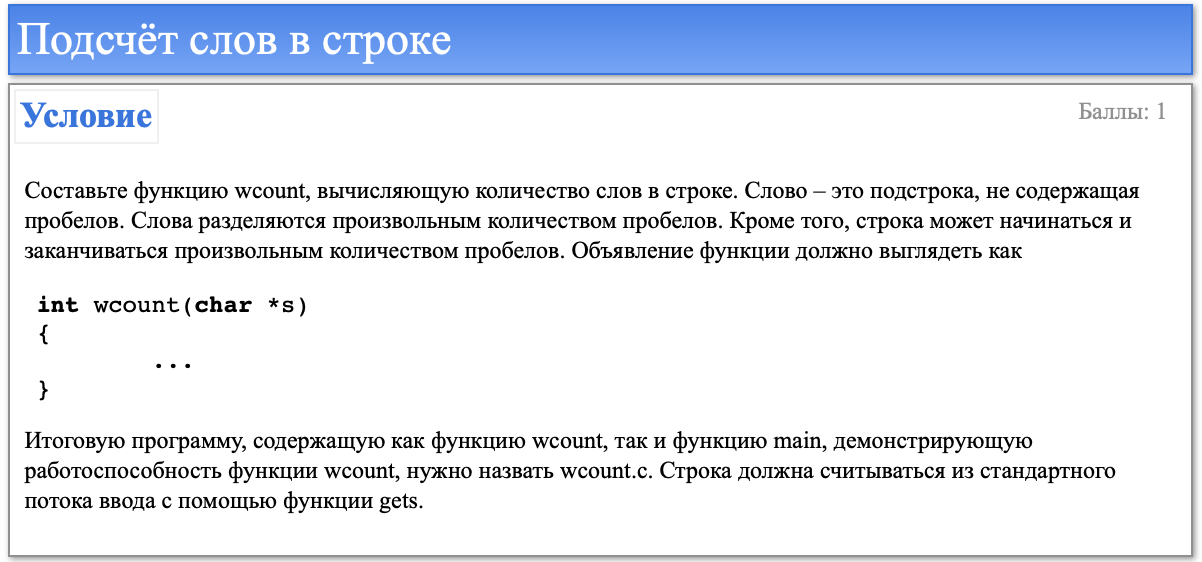 Подсчёт слов в строке
Условие
Баллы: 1
Составьте функцию wcount, вычисляющую количество слов в строке. Слово – это подстрока, не содержащая
пробелов. Слова разделяются произвольным количеством пробелов. Кроме того, строка может начинаться и
заканчиваться произвольным количеством пробелов. Объявление функции должно выглядеть как
int wcount(char *s)
{
...
}
Итоговую программу, содержащую как функцию wcount, так и функцию main, демонстрирующую
работоспособность функции wcount, нужно назвать wcount.c. Строка должна считываться из стандартного
потока ввода с помощью функции gets.